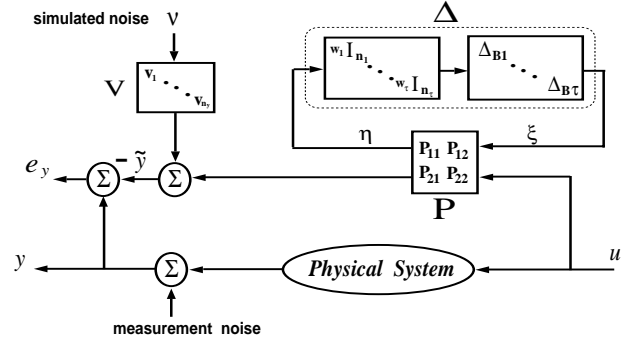 simulated noise ν
Δ
V
v₁
v_{n_y}
w₁ I_{n₁}
w_τ I_{n_τ}
Δ_{B1}
Δ_{Bτ}
η
ξ
e_y
Σ
−
ỹ
Σ
P₁₁ P₁₂
P₂₁ P₂₂
P
y
Σ
Physical System
u
measurement noise